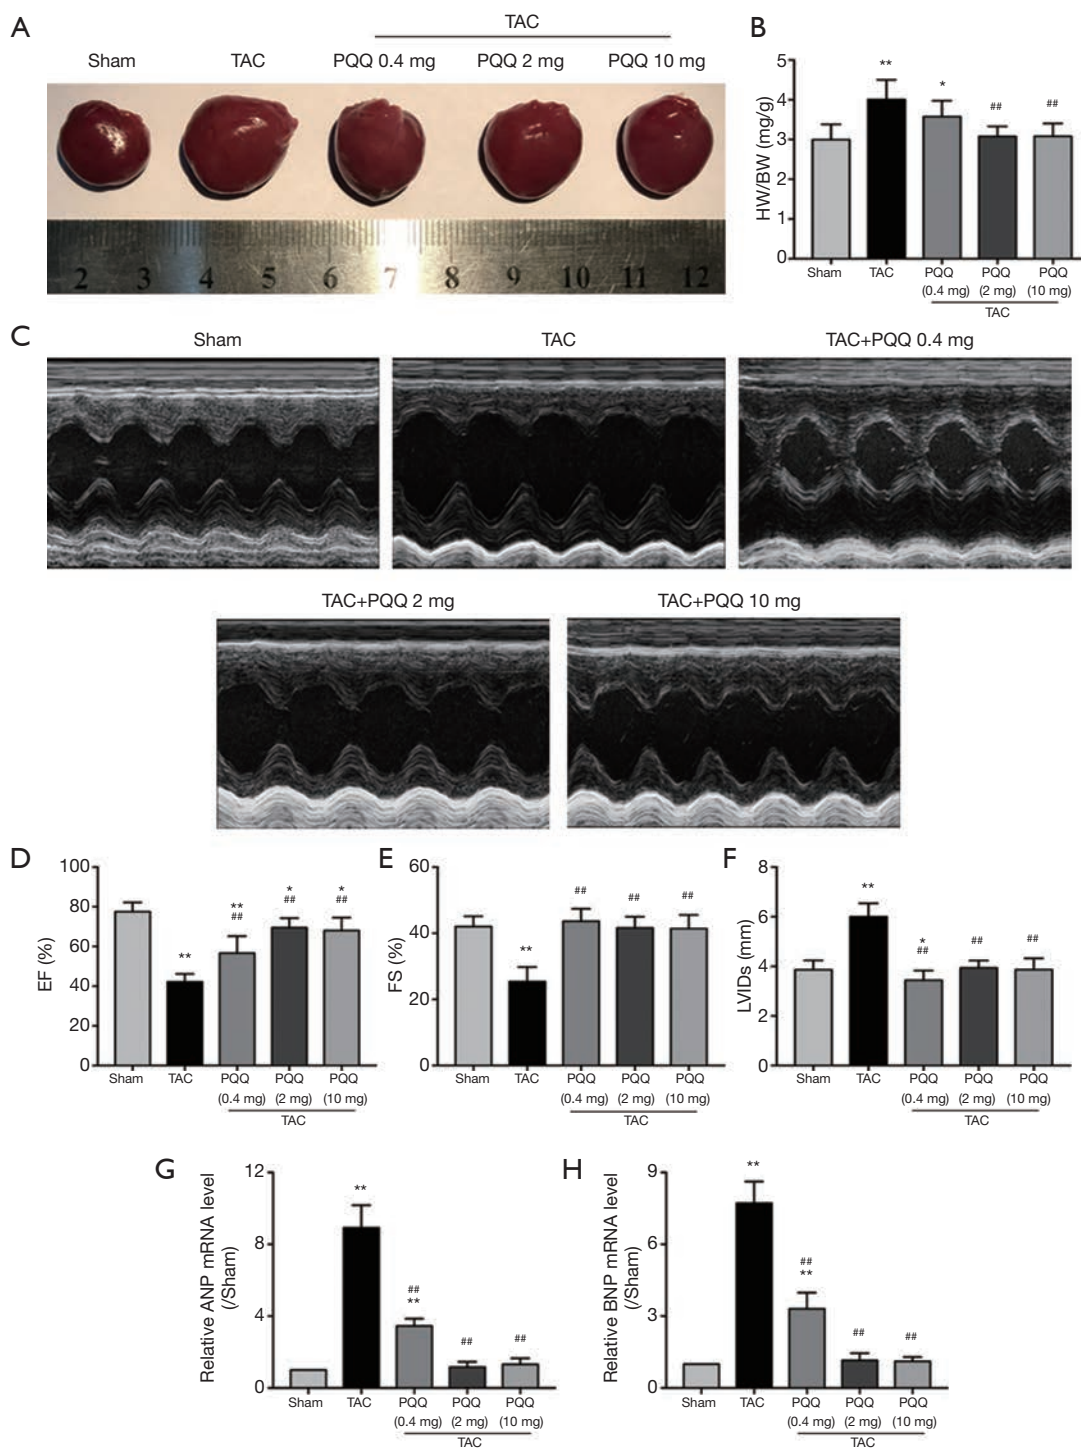 A
TAC
Sham TAC PQQ 0.4 mg PQQ 2 mg PQQ 10 mg
2 3 4 5 6 7 8 9 10 11 12
B
HW/BW (mg/g)
5
4
3
2
1
0
** * ## ##
Sham TAC PQQ PQQ PQQ
(0.4 mg) (2 mg) (10 mg)
TAC
C
Sham TAC TAC+PQQ 0.4 mg
TAC+PQQ 2 mg TAC+PQQ 10 mg
D
EF (%)
100
80
60
40
20
0
** ** * *
## ## ##
Sham TAC PQQ PQQ PQQ
(0.4 mg) (2 mg) (10 mg)
TAC
E
FS (%)
60
40
20
0
** ## ## ##
Sham TAC PQQ PQQ PQQ
(0.4 mg) (2 mg) (10 mg)
TAC
F
LVIDs (mm)
8
6
4
2
0
** * ## ## ##
Sham TAC PQQ PQQ PQQ
(0.4 mg) (2 mg) (10 mg)
TAC
G
Relative ANP mRNA level
(/Sham)
12
8
4
0
**
##
** ## ##
Sham TAC PQQ PQQ PQQ
(0.4 mg) (2 mg) (10 mg)
TAC
H
Relative BNP mRNA level
(/Sham)
9
6
3
0
**
##
** ## ##
Sham TAC PQQ PQQ PQQ
(0.4 mg) (2 mg) (10 mg)
TAC